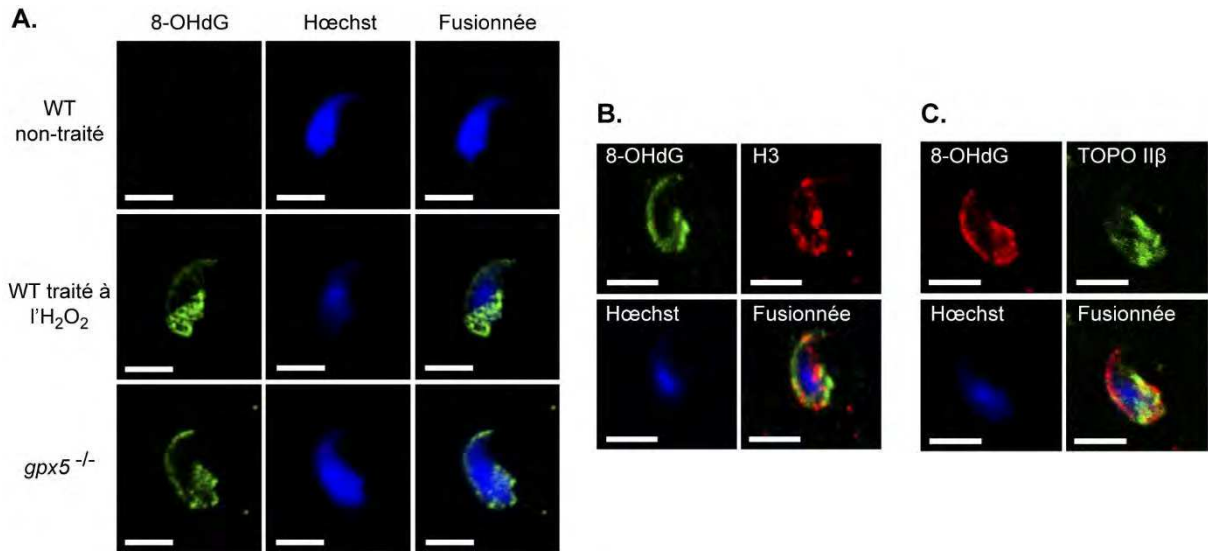 A.
8-OHdG
Hœchst
Fusionnée
WT
non-traité
WT traité à
l'H₂O₂
gpx5 -/-
B.
8-OHdG
H3
Hœchst
Fusionnée
C.
8-OHdG
TOPO IIβ
Hœchst
Fusionnée